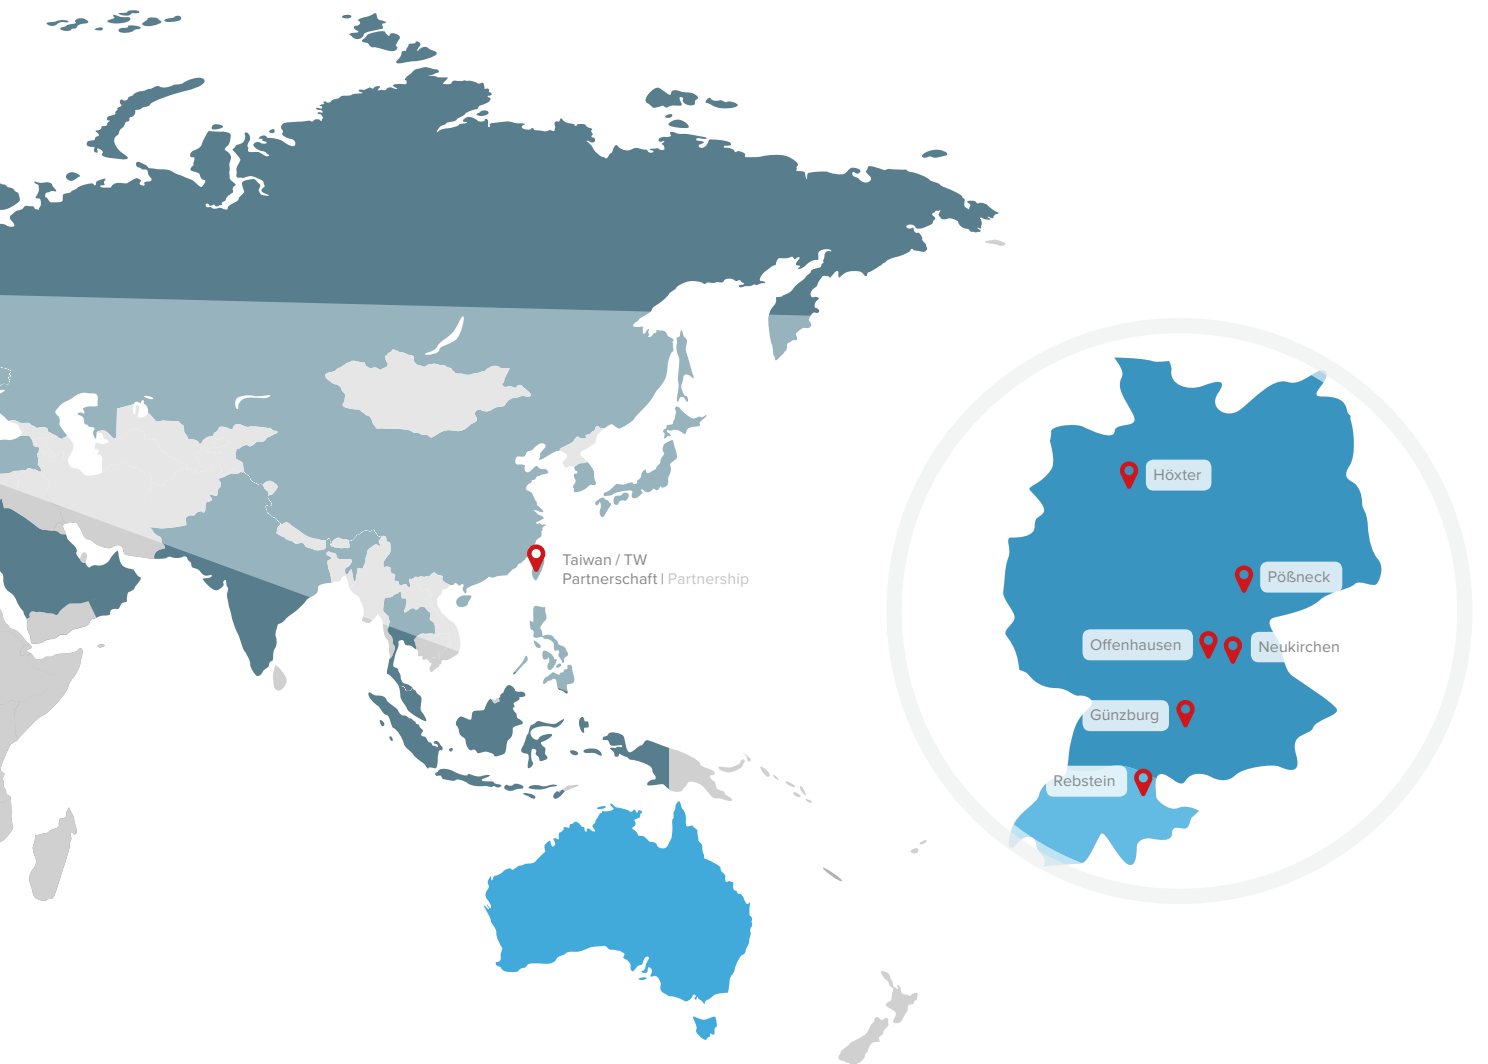 Höxter
Taiwan / TW
Partnerschaft | Partnership
Pößneck
Offenhausen
Neukirchen
Günzburg
Rebstein